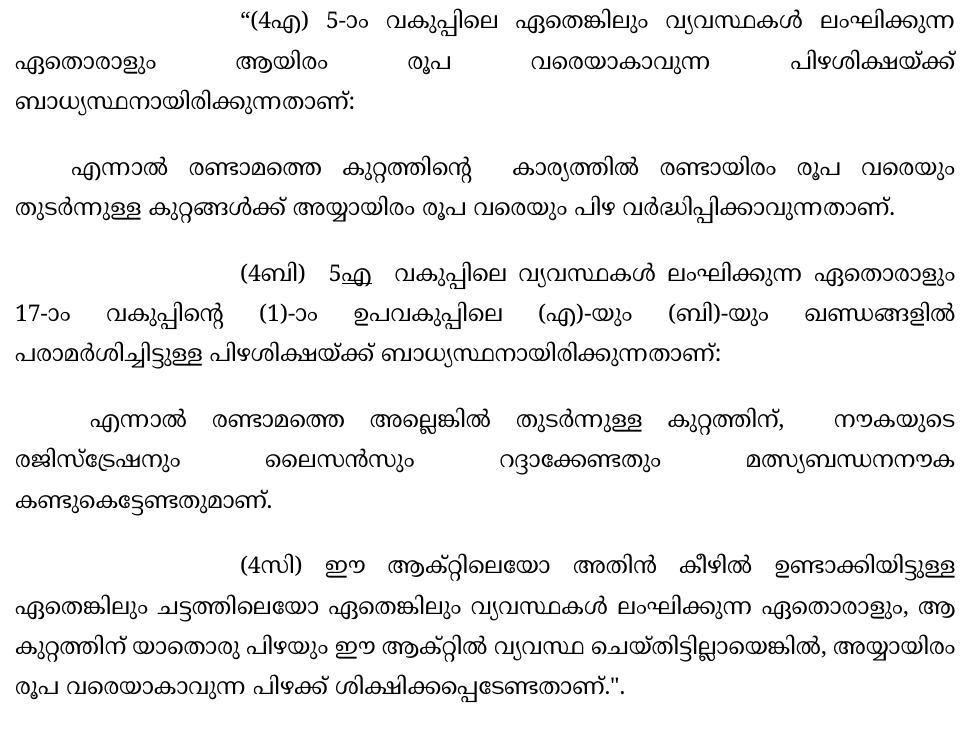 “(4എ) 5-ാം വകുപ്പിലെ ഏതെങ്കിലും വ്യവസ്ഥകൾ ലംഘിക്കുന്ന
ഏതൊരാളും ആയിരം രൂപ വരെയാകാവുന്ന പിഴശിക്ഷയ്ക്ക്
ബാധ്യസ്ഥനായിരിക്കുന്നതാണ്:
എന്നാൽ രണ്ടാമത്തെ കുറ്റത്തിന്റെ കാര്യത്തിൽ രണ്ടായിരം രൂപ വരെയും
തുടർന്നുള്ള കുറ്റങ്ങൾക്ക് അയ്യായിരം രൂപ വരെയും പിഴ വർദ്ധിപ്പിക്കാവുന്നതാണ്.
(4ബി) 5എ വകുപ്പിലെ വ്യവസ്ഥകൾ ലംഘിക്കുന്ന ഏതൊരാളും
17-ാം വകുപ്പിന്റെ (1)-ാം ഉപവകുപ്പിലെ (എ)-യും (ബി)-യും ഖണ്ഡങ്ങളിൽ
പരാമർശിച്ചിട്ടുള്ള പിഴശിക്ഷയ്ക്ക് ബാധ്യസ്ഥനായിരിക്കുന്നതാണ്:
എന്നാൽ രണ്ടാമത്തെ അല്ലെങ്കിൽ തുടർന്നുള്ള കുറ്റത്തിന്, നൗകയുടെ
രജിസ്ട്രേഷനും ലൈസൻസും റദ്ദാക്കേണ്ടതും മത്സ്യബന്ധനനൗക
കണ്ടുകെട്ടേണ്ടതുമാണ്.
(4സി) ഈ ആക്റ്റിലെയോ അതിൻ കീഴിൽ ഉണ്ടാക്കിയിട്ടുള്ള
ഏതെങ്കിലും ചട്ടത്തിലെയോ ഏതെങ്കിലും വ്യവസ്ഥകൾ ലംഘിക്കുന്ന ഏതൊരാളും, ആ
കുറ്റത്തിന് യാതൊരു പിഴയും ഈ ആക്റ്റിൽ വ്യവസ്ഥ ചെയ്തിട്ടില്ലായെങ്കിൽ, അയ്യായിരം
രൂപ വരെയാകാവുന്ന പിഴക്ക് ശിക്ഷിക്കപ്പെടേണ്ടതാണ്.".